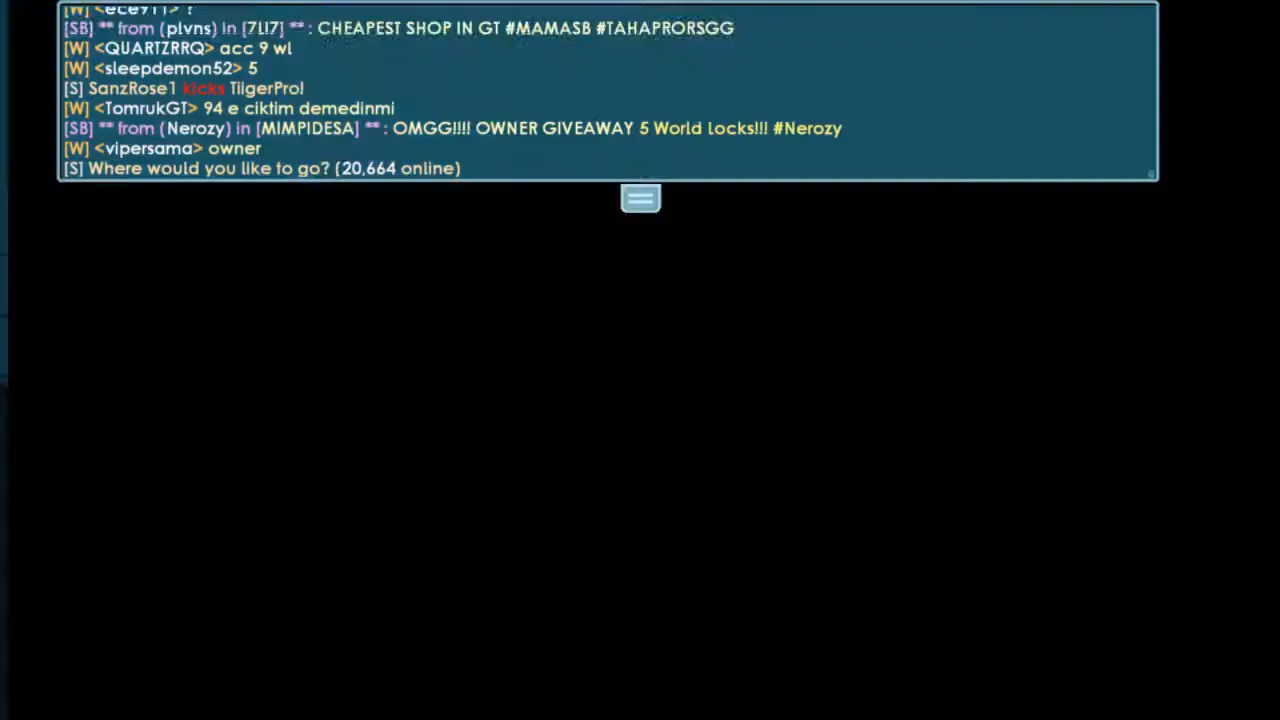 [W] <ece911> ?
[SB] ** from (plvns) in [7LI7] ** : CHEAPEST SHOP IN GT #MAMASB #TAHAPRORSGG
[W] <QUARTZRRQ> acc 9 wl
[W] <sleepdemon52> 5
[S] SanzRose1 kicks TiigerPro!
[W] <TomrukGT> 94 e ciktim demedinmi
[SB] ** from (Nerozy) in [MIMPIDESA] ** : OMGG!!!! OWNER GIVEAWAY 5 World Locks!!! #Nerozy
[W] <vipersama> owner
[S] Where would you like to go? (20,664 online)